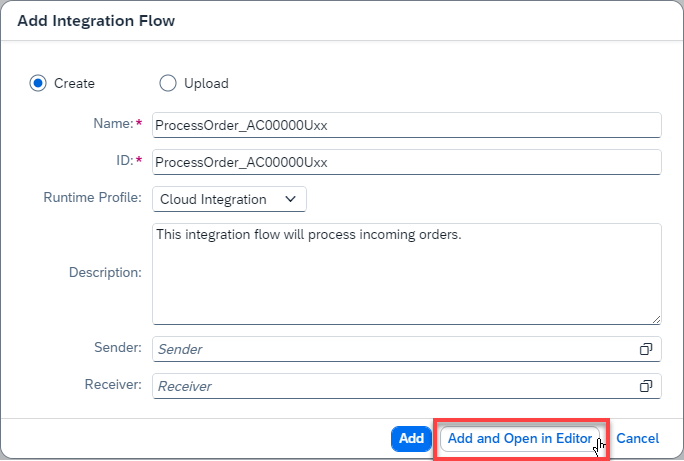 Add Integration Flow
Create Upload
Name:* ProcessOrder_AC00000Uxx
ID:* ProcessOrder_AC00000Uxx
Runtime Profile: Cloud Integration
Description: This integration flow will process incoming orders.
Sender: Sender
Receiver: Receiver
Add Add and Open in Editor Cancel